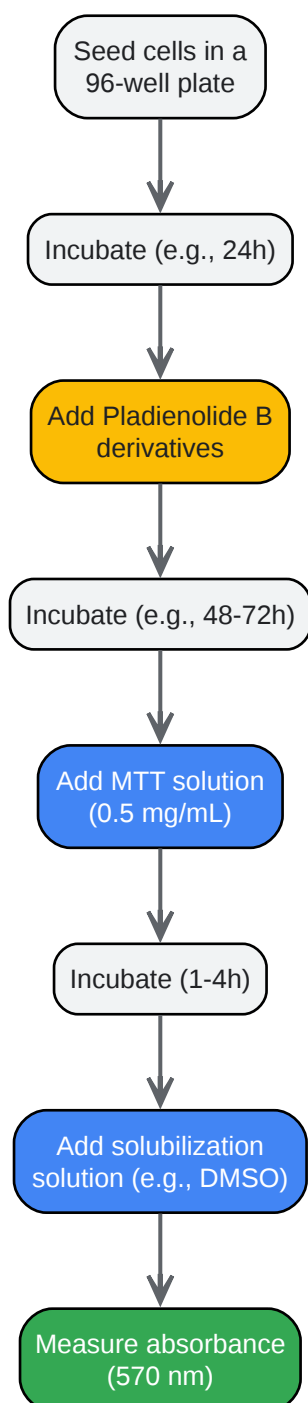 Seed cells in a
96-well plate
Incubate (e.g., 24h)
Add Pladienolide B
derivatives
Incubate (e.g., 48-72h)
Add MTT solution
(0.5 mg/mL)
Incubate (1-4h)
Add solubilization
solution (e.g., DMSO)
Measure absorbance
(570 nm)